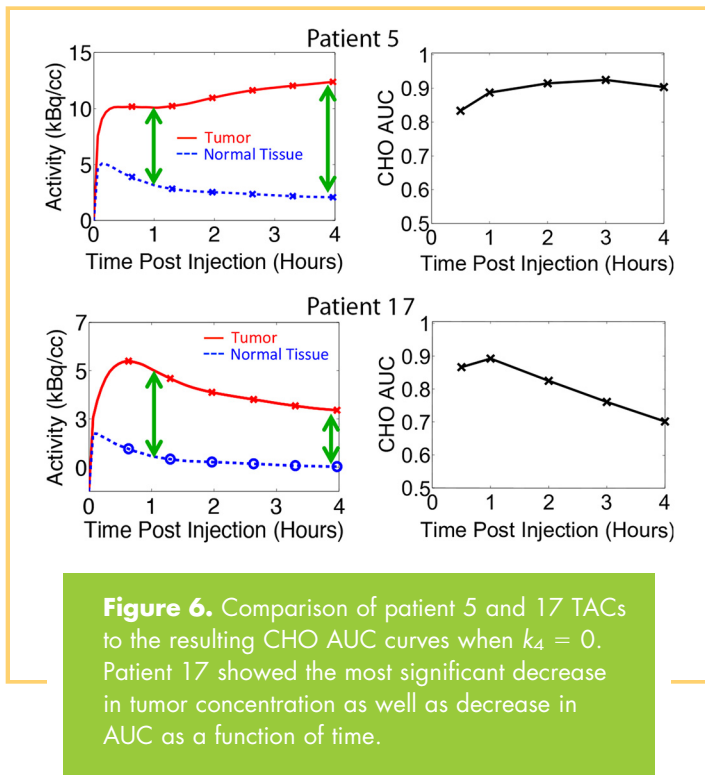 Patient 5
Activity (kBq/cc)
15
10
5
0
0 1 2 3 4
Time Post Injection (Hours)
Tumor
Normal Tissue
CHO AUC
1
0.9
0.8
0.7
0.6
0.5
0 1 2 3 4
Time Post Injection (Hours)
Patient 17
Activity (kBq/cc)
7
5
3
0
0 1 2 3 4
Time Post Injection (Hours)
Tumor
Normal Tissue
CHO AUC
1
0.9
0.8
0.7
0.6
0.5
0 1 2 3 4
Time Post Injection (Hours)
Figure 6. Comparison of patient 5 and 17 TACs
to the resulting CHO AUC curves when k₄ = 0.
Patient 17 showed the most significant decrease
in tumor concentration as well as decrease in
AUC as a function of time.